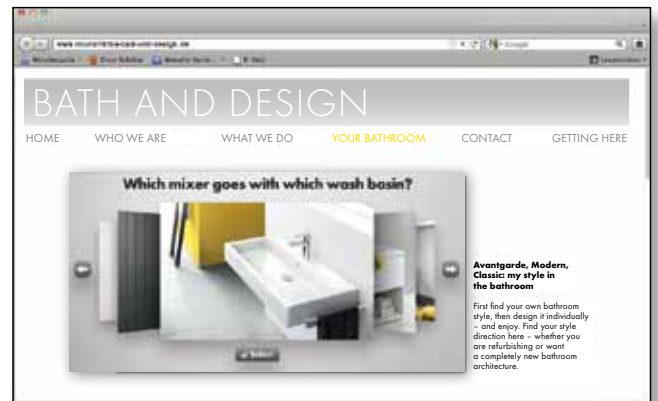 BATH AND DESIGN
HOME WHO WE ARE WHAT WE DO YOUR BATHROOM CONTACT GETTING HERE
Which mixer goes with which wash basin?
Select
Avantgarde, Modern,
Classic: my style in
the bathroom
First find your own bathroom
style, then design it individually
– and enjoy. Find your style
direction here – whether you
are refurbishing or want
a completely new bathroom
architecture.